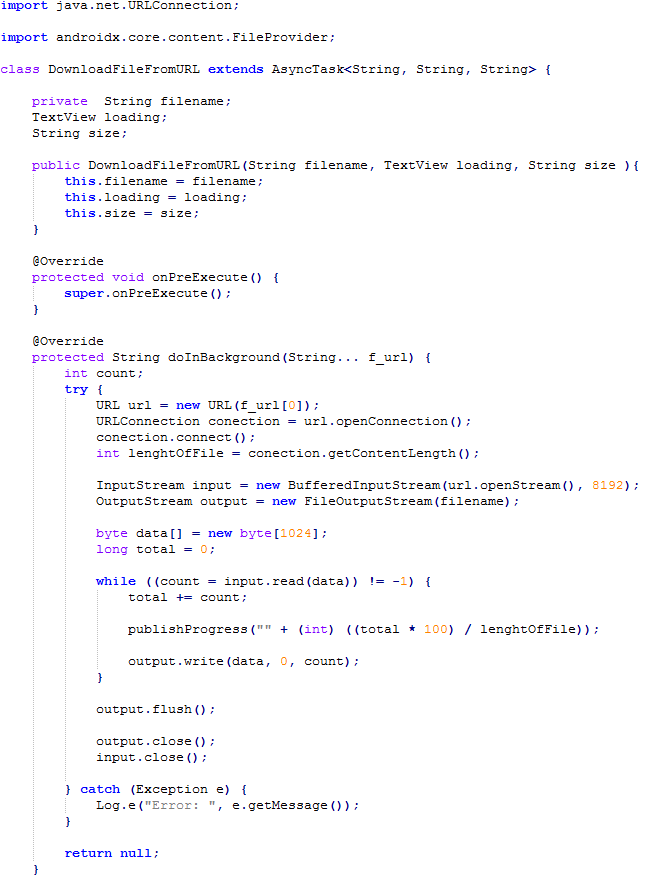 import java.net.URLConnection;
import androidx.core.content.FileProvider;
class DownloadFileFromURL extends AsyncTask<String, String, String> {
private  String filename;
TextView loading;
String size;
public DownloadFileFromURL(String filename, TextView loading, String size ){
this.filename = filename;
this.loading = loading;
this.size = size;
}
@Override
protected void onPreExecute() {
super.onPreExecute();
}
@Override
protected String doInBackground(String... f_url) {
int count;
try {
URL url = new URL(f_url[0]);
URLConnection conection = url.openConnection();
conection.connect();
int lenghtOfFile = conection.getContentLength();
InputStream input = new BufferedInputStream(url.openStream(), 8192);
OutputStream output = new FileOutputStream(filename);
byte data[] = new byte[1024];
long total = 0;
while ((count = input.read(data)) != -1) {
total += count;
publishProgress("" + (int) ((total * 100) / lenghtOfFile));
output.write(data, 0, count);
}
output.flush();
output.close();
input.close();
} catch (Exception e) {
Log.e("Error: ", e.getMessage());
}
return null;
}